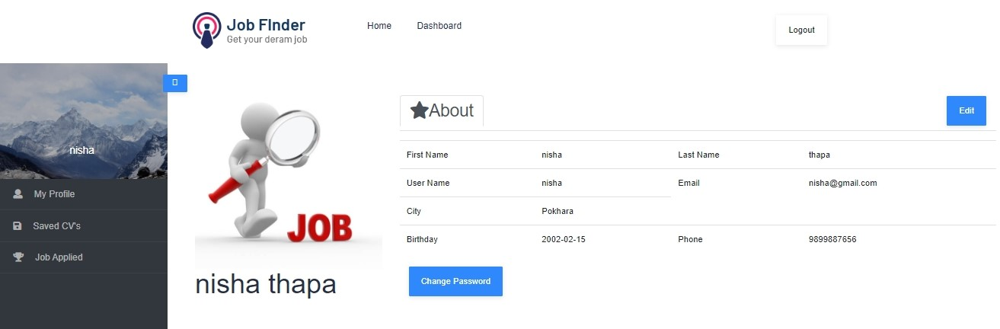 Job FInder
Get your deram job
Home
Dashboard
Logout
nisha
My Profile
Saved CV's
Job Applied
JOB
nisha thapa
About
Edit
First Name nisha Last Name thapa
User Name nisha Email nisha@gmail.com
City Pokhara
Birthday 2002-02-15 Phone 9899887656
Change Password